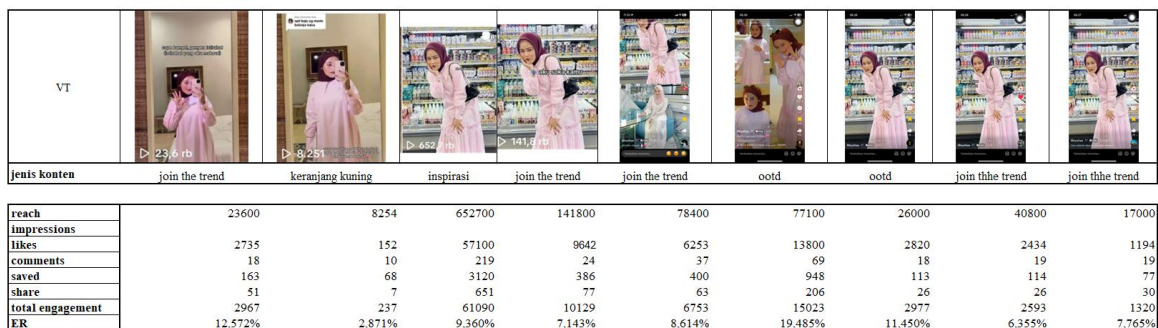 VT
23,6 rb
8.251
652,7 rb
141,8 rb
aku suka kamu
jenis konten join the trend keranjang kuning inspirasi join the trend join the trend ootd ootd join thhe trend join thhe trend
reach 23600 8254 652700 141800 78400 77100 26000 40800 17000
impressions
likes 2735 152 57100 9642 6253 13800 2820 2434 1194
comments 18 10 219 24 37 69 18 19 19
saved 163 68 3120 386 400 948 113 114 77
share 51 7 651 77 63 206 26 26 30
total engagement 2967 237 61090 10129 6753 15023 2977 2593 1320
ER 12.572% 2.871% 9.360% 7.143% 8.614% 19.485% 11.450% 6.355% 7.765%